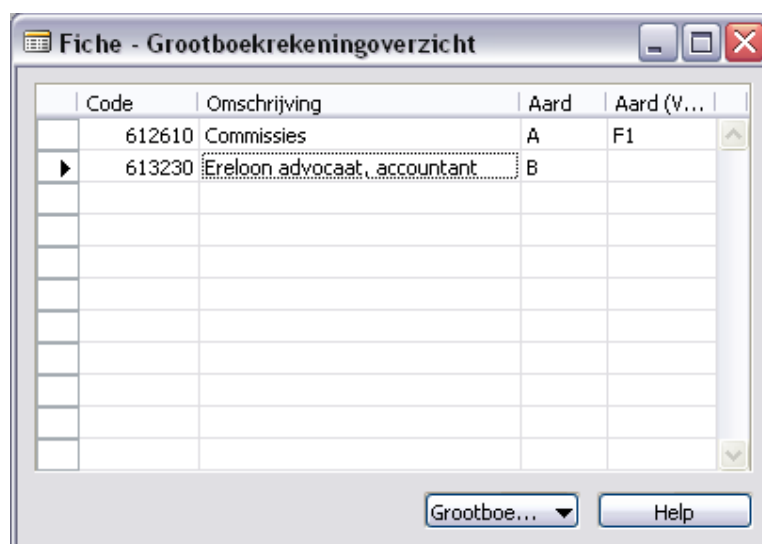 Fiche - Grootboekrekeningoverzicht
Code Omschrijving Aard Aard (V...
612610 Commissies A F1
613230 Ereloon advocaat, accountant B
Grootboe... Help